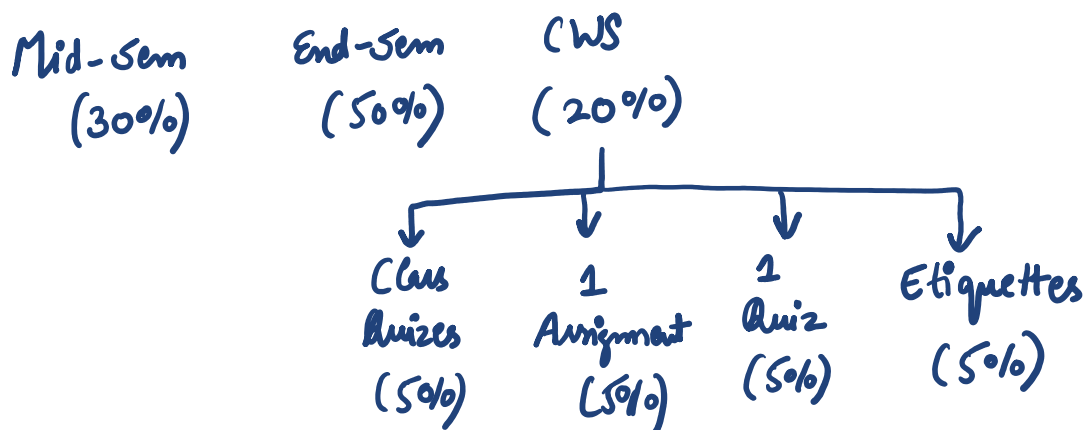 Mid-Sem End-Sem CWS
(30%) (50%) (20%)
Class 1 1 Etiquettes
Quizes Assignment Quiz (5%)
(5%) (5%) (5%)